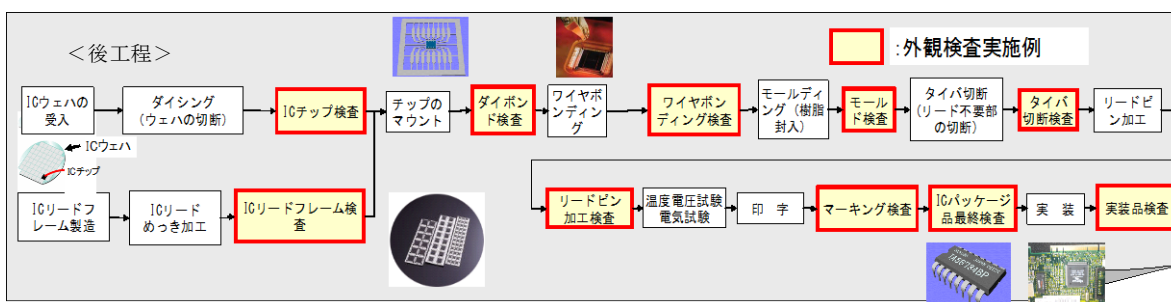 <後工程>
:外観検査実施例
ICウェハの
受入
ダイシング
(ウェハの切断)
ICチップ検査
チップの
マウント
ダイボン
ド検査
ワイヤボ
ンディン
グ
ワイヤボン
ディング検査
モールディ
ング(樹脂
封入)
モール
ド検査
タイバ切断
(リード不要部
の切断)
タイバ
切断検査
リードピ
ン加工
ICウェハ
ICチップ
ICリードフ
レーム製造
ICリード
めっき加工
ICリードフレーム検
査
リードピン
加工検査
温度電圧試験
電気試験
印 字
マーキング検査
ICパッケージ
品最終検査
実 装
実装品検査